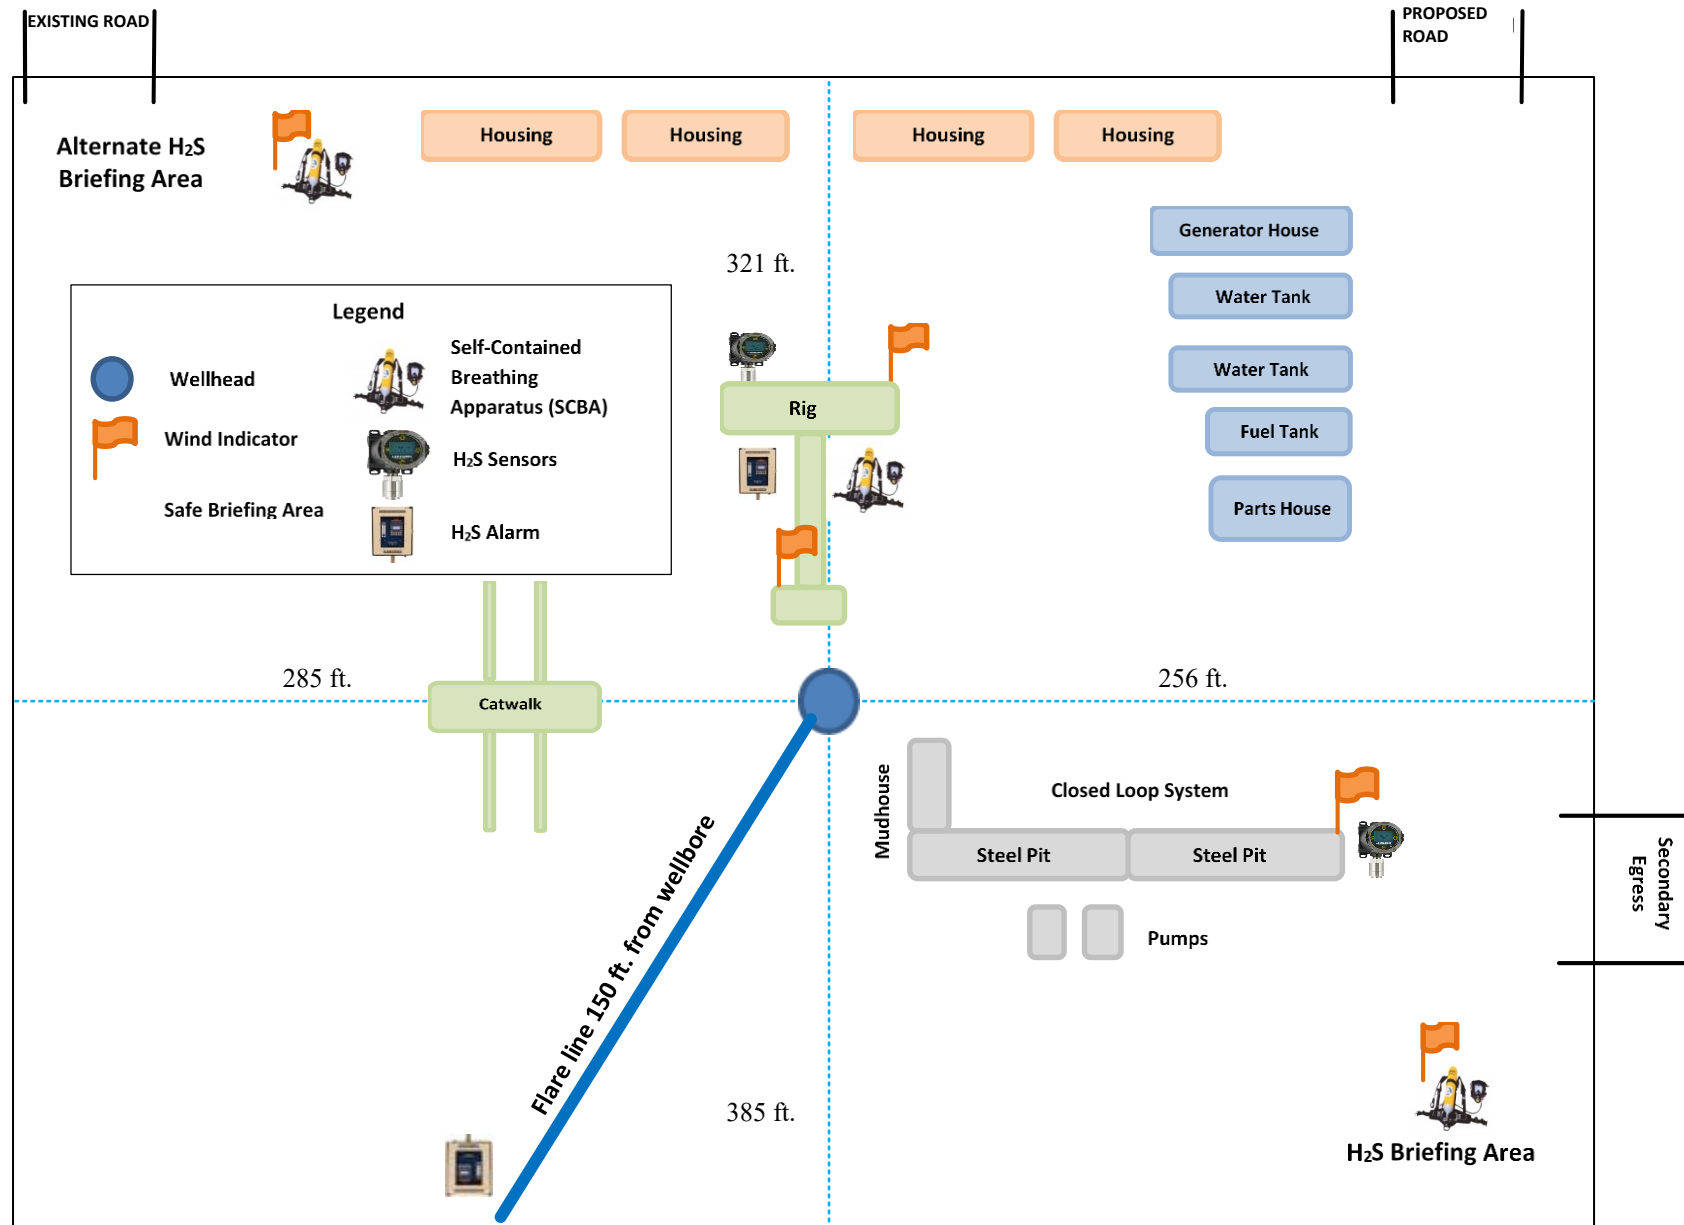 EXISTING ROAD
PROPOSED
ROAD
Alternate H2S
Briefing Area
Housing
Housing
Housing
Housing
Generator House
321 ft.
Water Tank
Legend
Self-Contained
Breathing
Apparatus (SCBA)
Wellhead
Wind Indicator
H2S Sensors
Safe Briefing Area
H2S Alarm
Water Tank
Rig
Fuel Tank
Parts House
285 ft.
256 ft.
Catwalk
Mudhouse
Closed Loop System
Steel Pit
Steel Pit
Secondary
Egress
Pumps
Flare line 150 ft. from wellbore
385 ft.
H2S Briefing Area